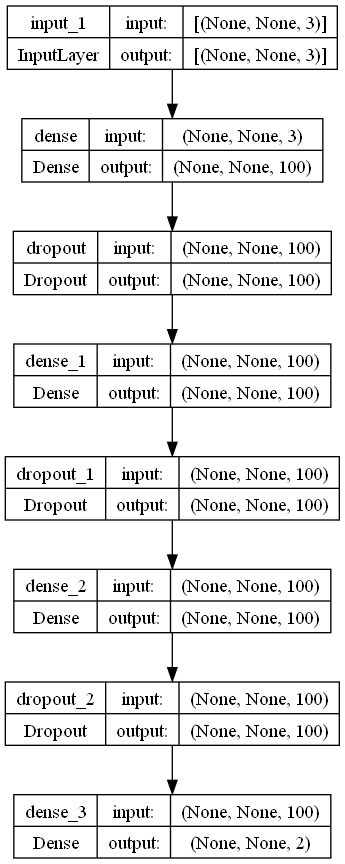 input_1 input: [(None, None, 3)]
InputLayer output: [(None, None, 3)]
dense input: (None, None, 3)
Dense output: (None, None, 100)
dropout input: (None, None, 100)
Dropout output: (None, None, 100)
dense_1 input: (None, None, 100)
Dense output: (None, None, 100)
dropout_1 input: (None, None, 100)
Dropout output: (None, None, 100)
dense_2 input: (None, None, 100)
Dense output: (None, None, 100)
dropout_2 input: (None, None, 100)
Dropout output: (None, None, 100)
dense_3 input: (None, None, 100)
Dense output: (None, None, 2)